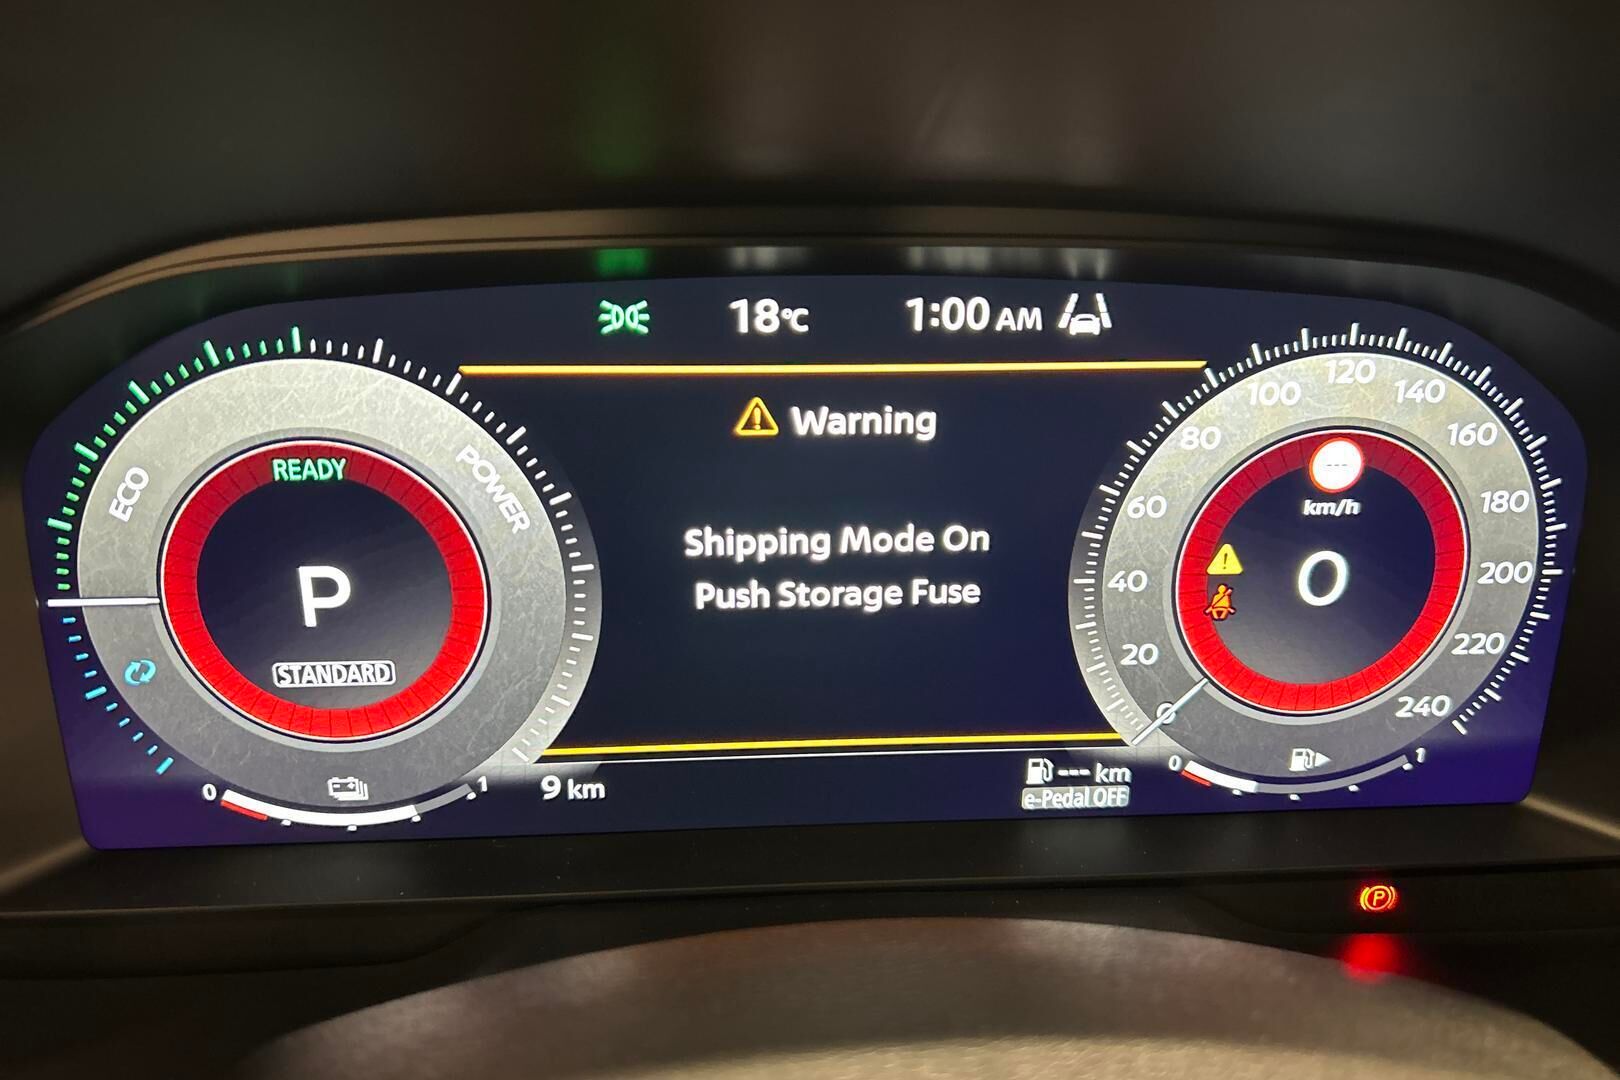 18°C
1:00 AM
Warning
Shipping Mode On
Push Storage Fuse
ECO
POWER
READY
P
STANDARD
0
1
9 km
--- km
e-Pedal OFF
0
20
40
60
80
100
120
140
160
180
200
220
240
---
km/h
0
0
1
P